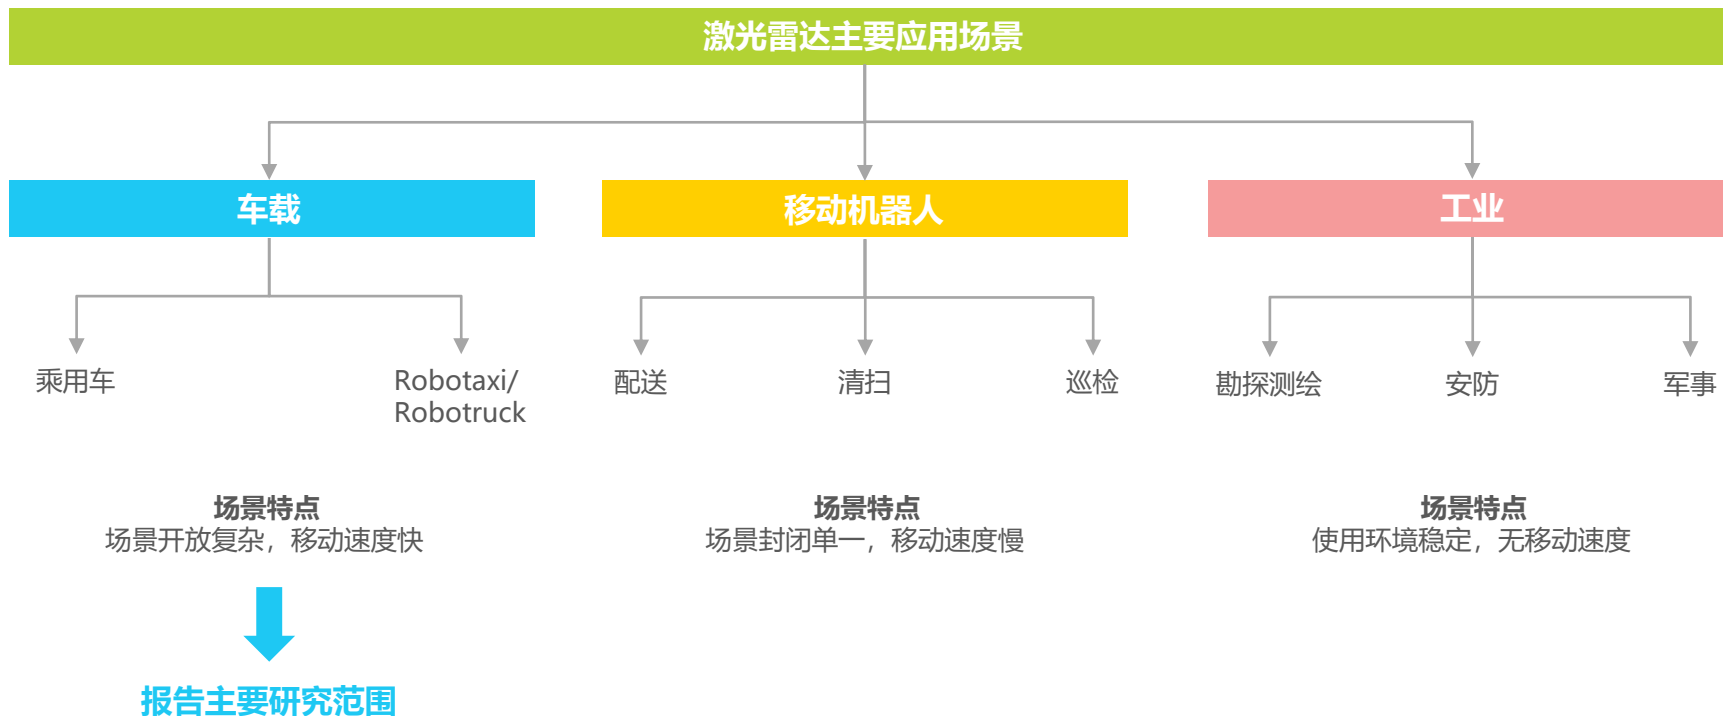 激光雷达主要应用场景
车载
移动机器人
工业
乘用车
Robotaxi/
Robotruck
配送
清扫
巡检
勘探测绘
安防
军事
场景特点
场景开放复杂，移动速度快
场景特点
场景封闭单一，移动速度慢
场景特点
使用环境稳定，无移动速度
报告主要研究范围